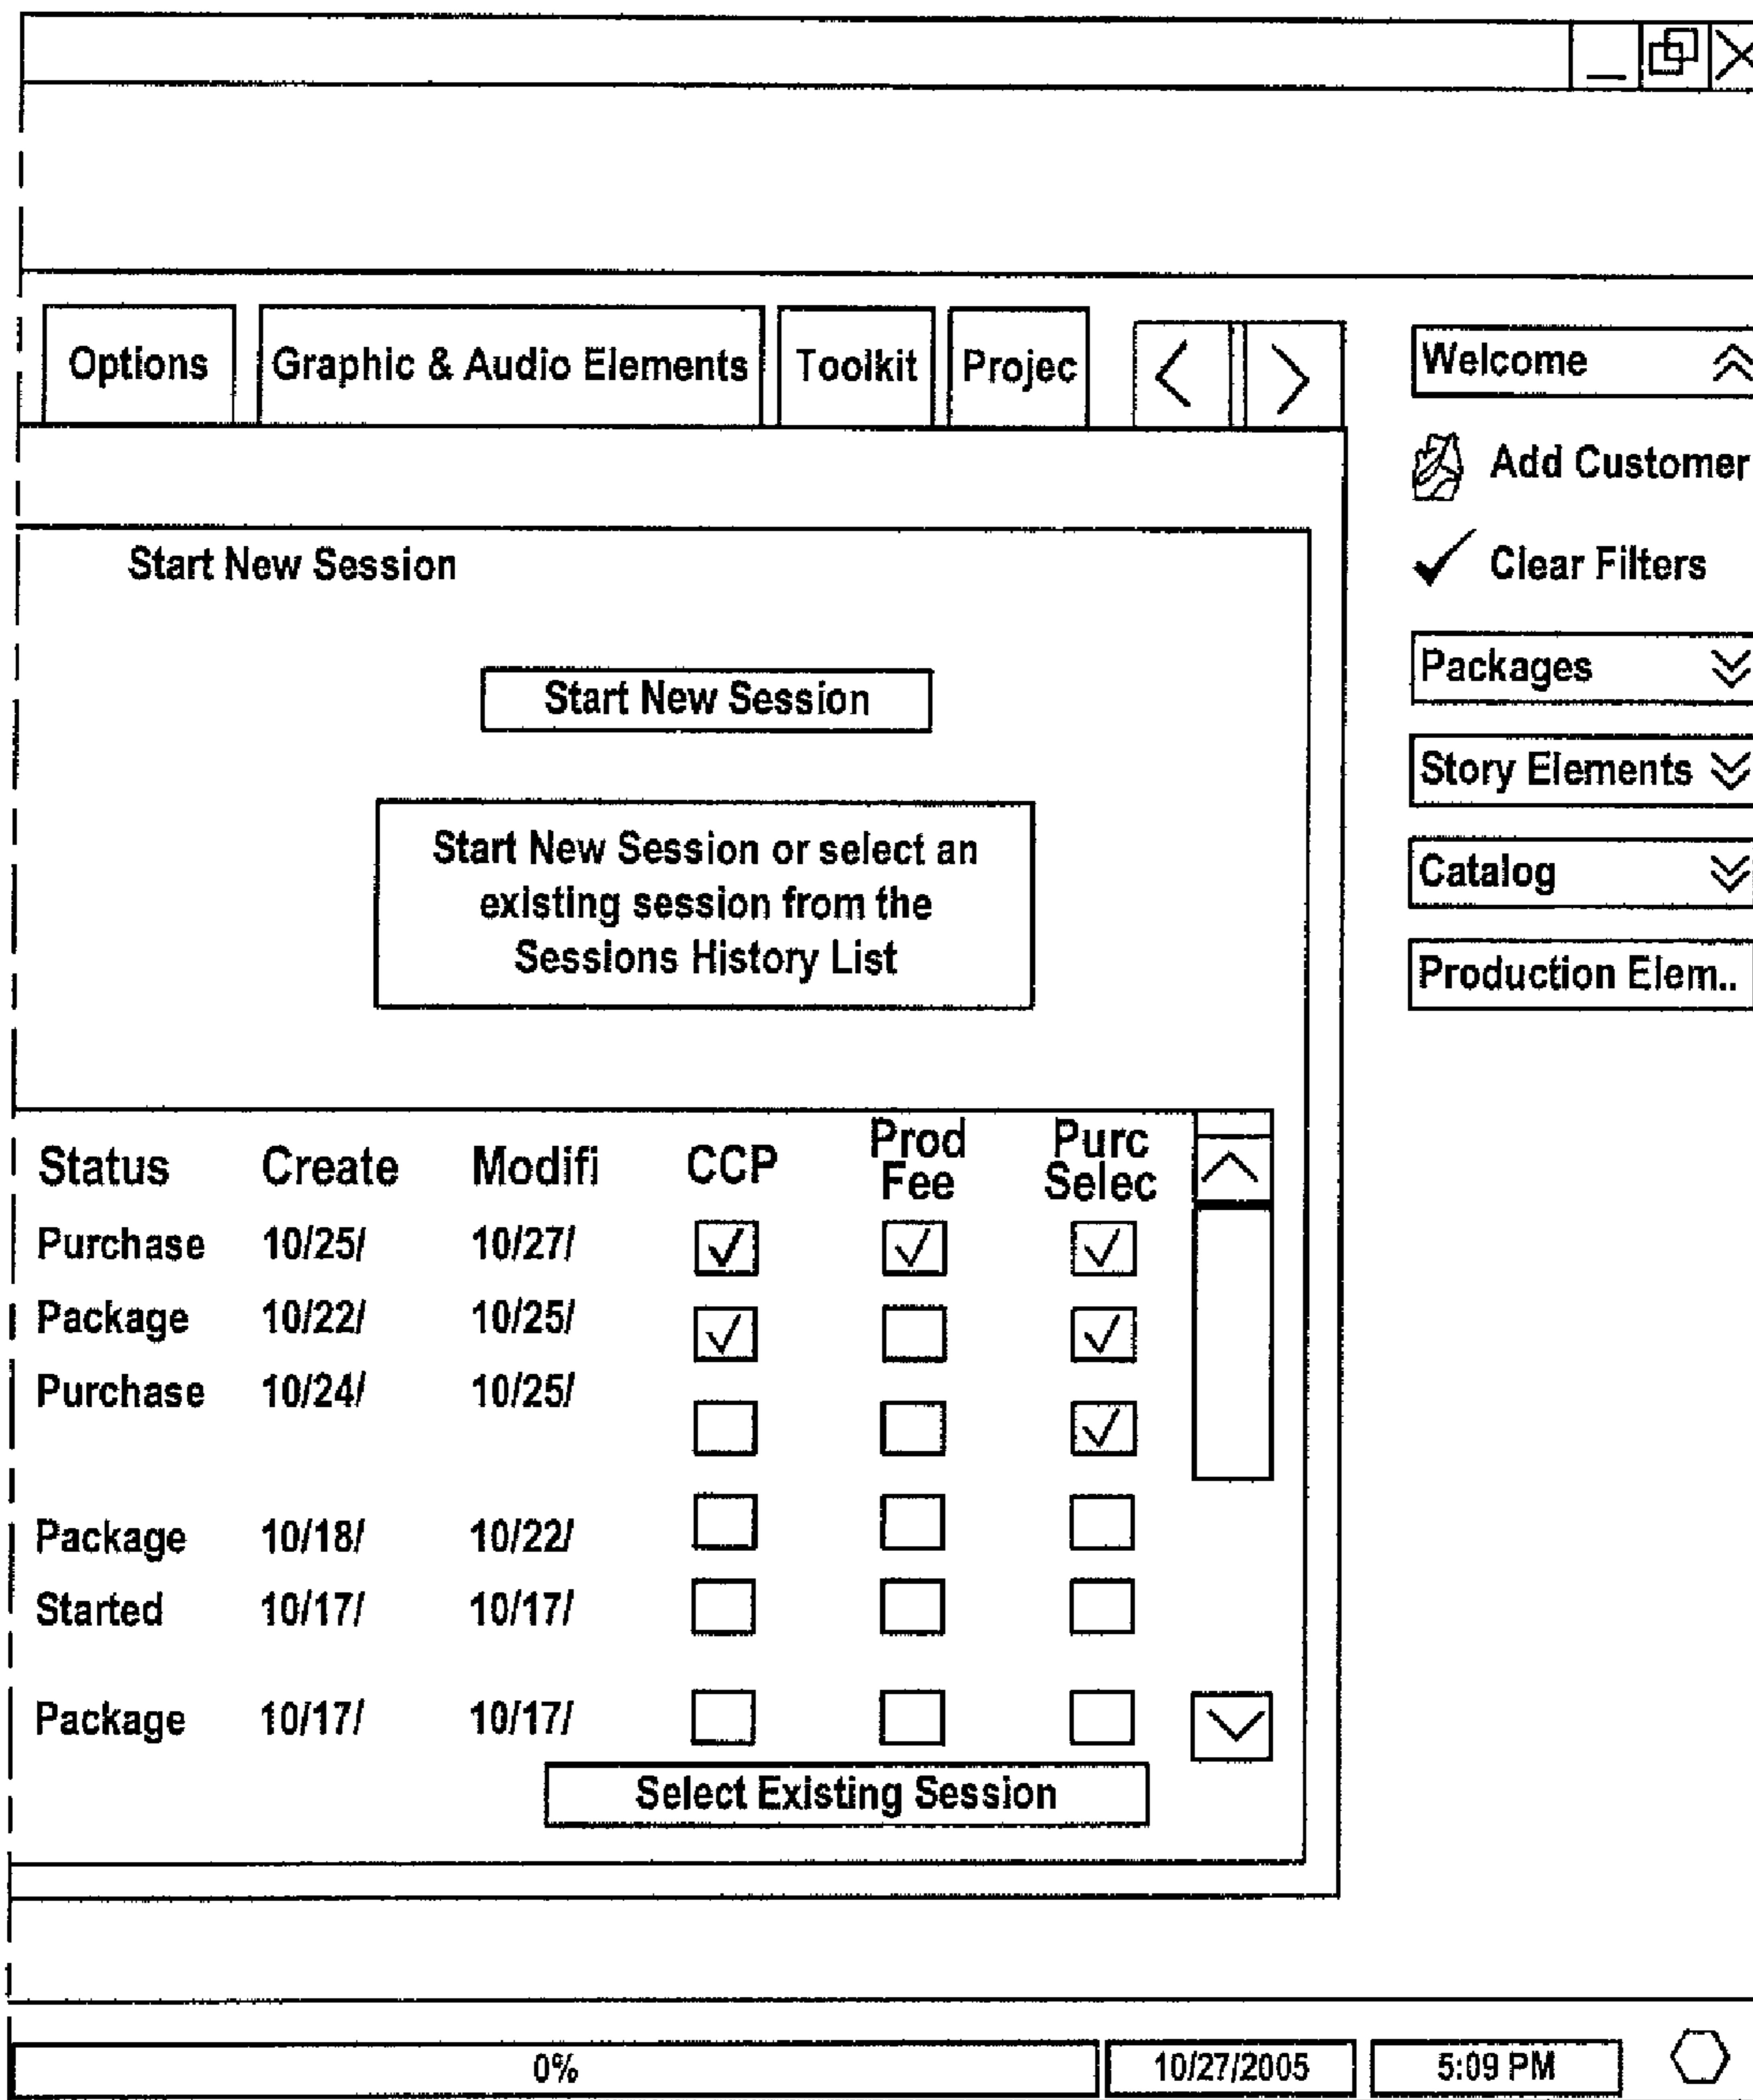 Options Graphic & Audio Elements Toolkit Projec
Welcome
Add Customer
Clear Filters
Packages
Story Elements
Catalog
Production Elem..
Start New Session
Start New Session
Start New Session or select an
existing session from the
Sessions History List
Status Create Modifi CCP Prod Fee Purc Selec
Purchase 10/25/ 10/27/
Package 10/22/ 10/25/
Purchase 10/24/ 10/25/
Package 10/18/ 10/22/
Started 10/17/ 10/17/
Package 10/17/ 10/17/
Select Existing Session
0% 10/27/2005 5:09 PM